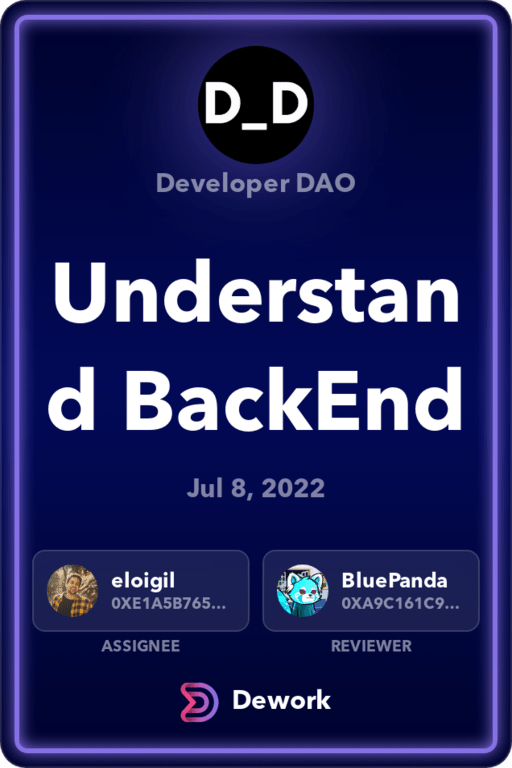 D_D
Developer DAO
Understan
d BackEnd
Jul 8, 2022
eloigil
0XE1A5B765...
ASSIGNEE
BluePanda
0XA9C161C9...
REVIEWER
Dework